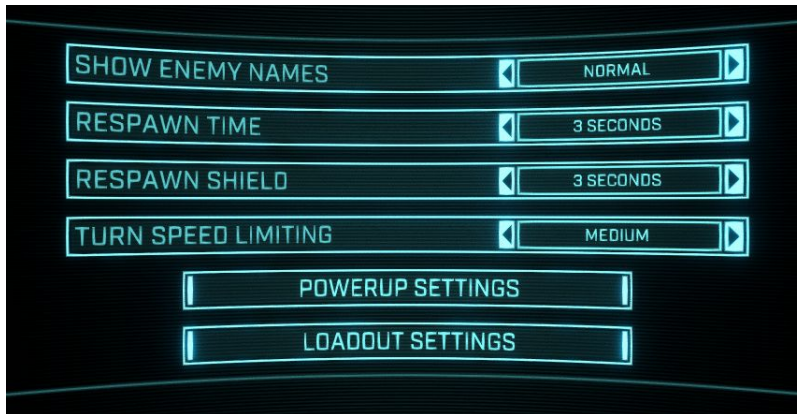 SHOW ENEMY NAMES NORMAL
RESPAWN TIME 3 SECONDS
RESPAWN SHIELD 3 SECONDS
TURN SPEED LIMITING MEDIUM
POWERUP SETTINGS
LOADOUT SETTINGS